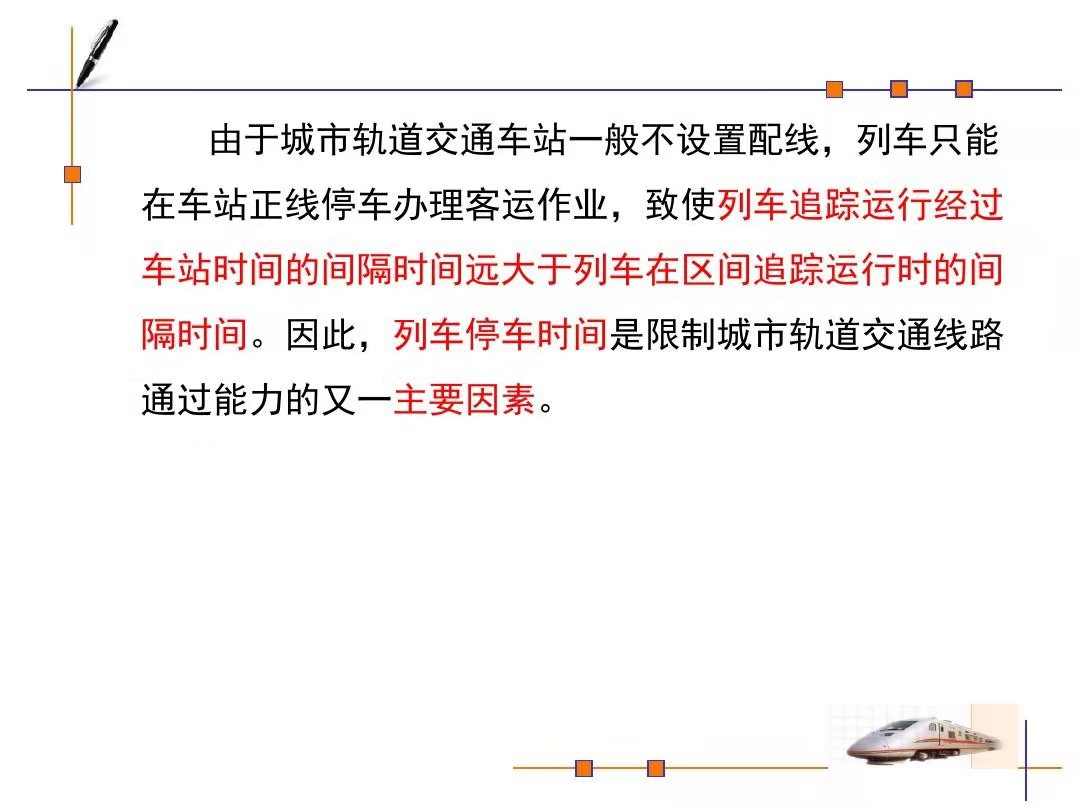 由于城市轨道交通车站一般不设置配线，列车只能
在车站正线停车办理客运作业，致使列车追踪运行经过
车站时间的间隔时间远大于列车在区间追踪运行时的间
隔时间。因此，列车停车时间是限制城市轨道交通线路
通过能力的又一主要因素。